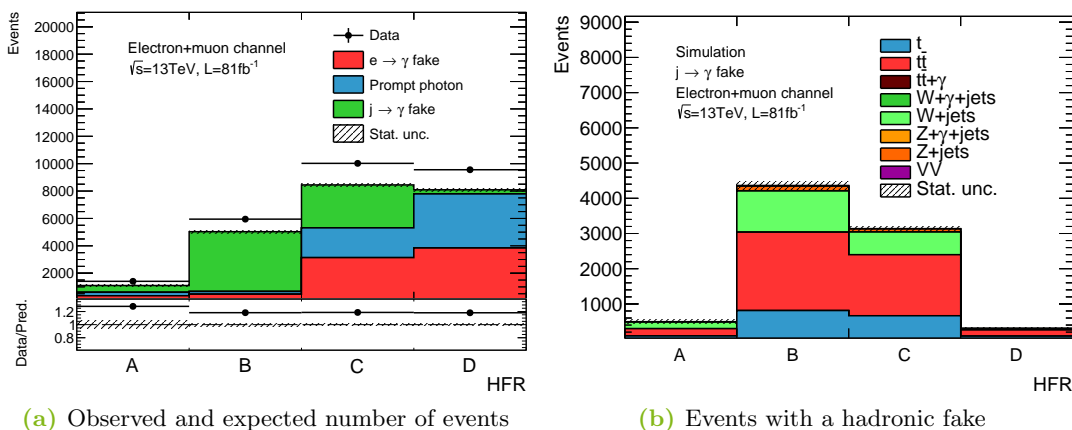 Events
20000
18000
16000
14000
12000
10000
8000
6000
4000
2000
Electron+muon channel
√s=13TeV, L=81fb⁻¹
Data
e → γ fake
Prompt photon
j → γ fake
Stat. unc.
Data/Pred.
1.2
1
0.8
A B C D
HFR
(a) Observed and expected number of events
Events
9000
8000
7000
6000
5000
4000
3000
2000
1000
Simulation
j → γ fake
Electron+muon channel
√s=13TeV, L=81fb⁻¹
t
tt̄
tt̄+γ
W+γ+jets
W+jets
Z+γ+jets
Z+jets
VV
Stat. unc.
A B C D
HFR
(b) Events with a hadronic fake